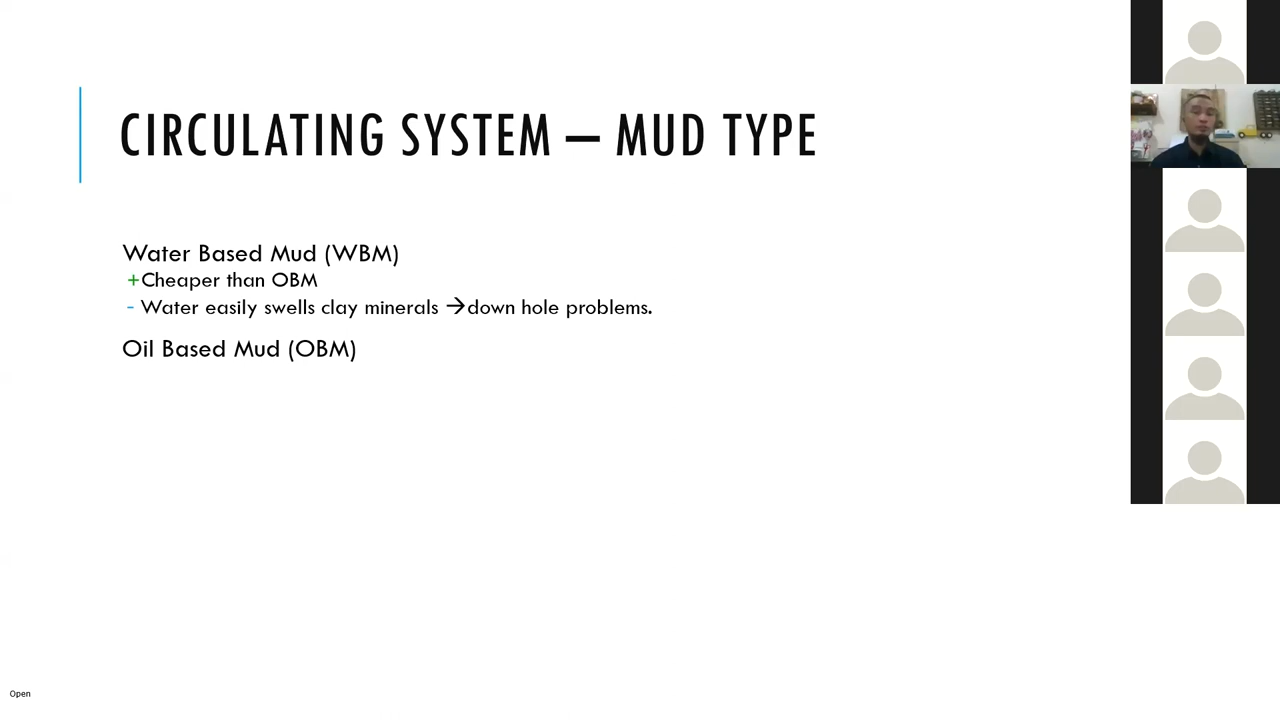 CIRCULATING SYSTEM – MUD TYPE
Water Based Mud (WBM)
+Cheaper than OBM
- Water easily swells clay minerals →down hole problems.
Oil Based Mud (OBM)
Open